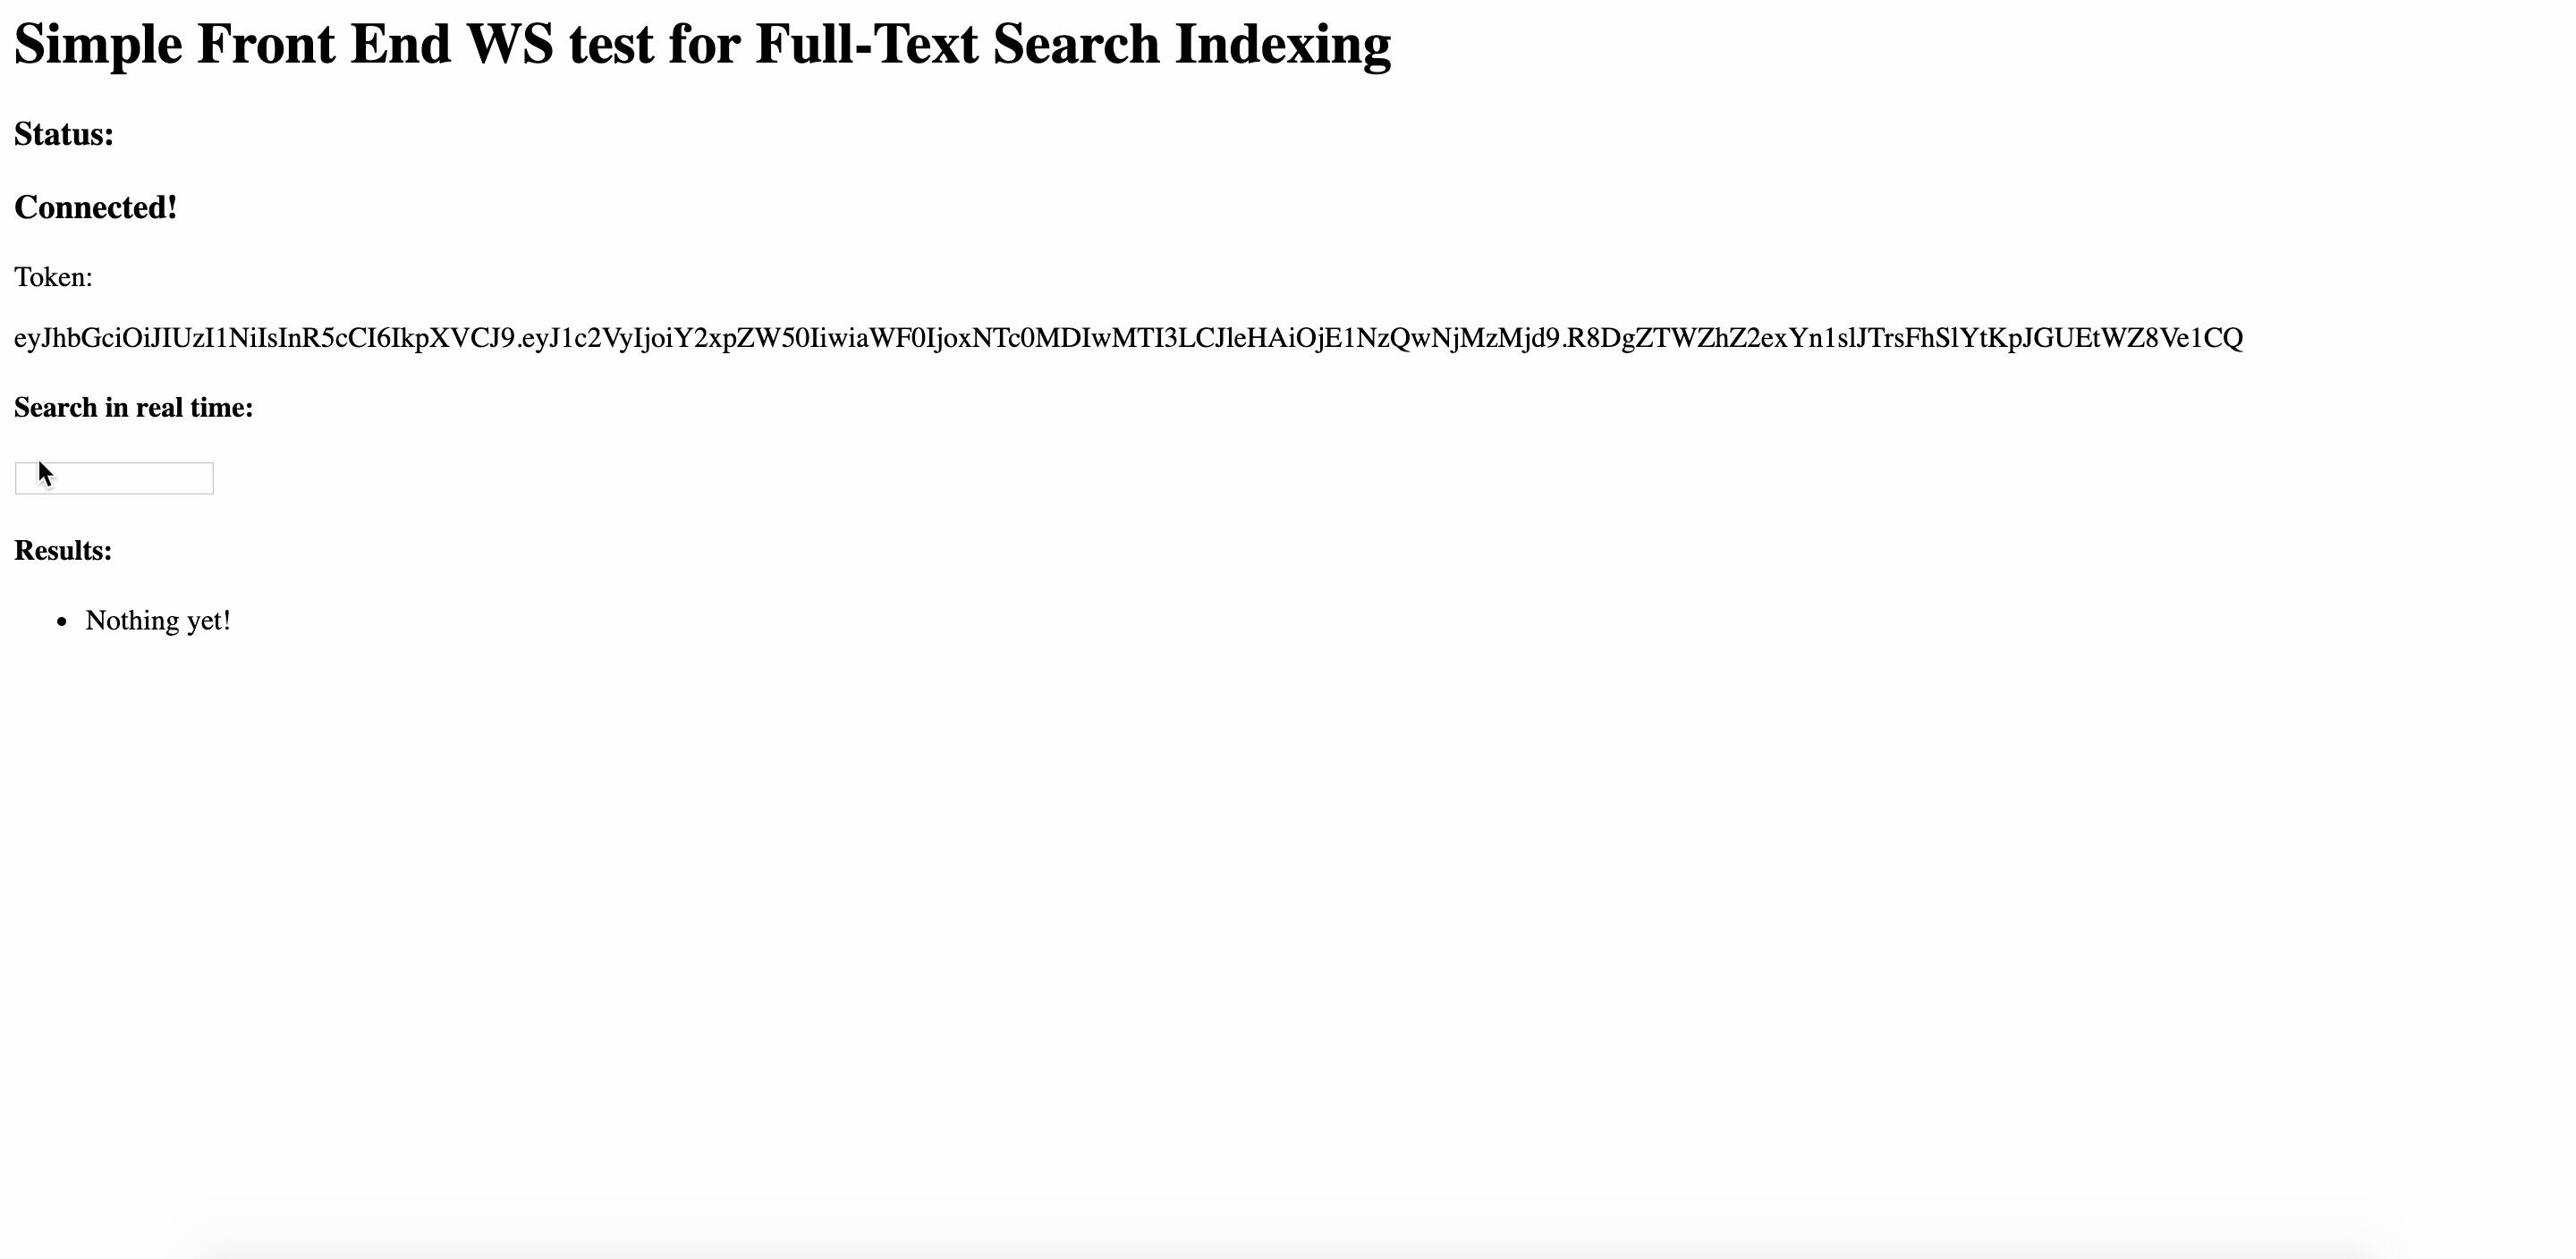 Simple Front End WS test for Full-Text Search Indexing
Status:
Connected!
Token:
eyJhbGciOiJIUzI1NiIsInR5cCI6IkpXVCJ9.eyJ1c2VyIjoiY2xpZW50IiwiaWF0IjoxNTc0MDIwMTI3LCJleHAiOjE1NzQwNjMzMjd9.R8DgZTWZhZ2exYn1slJTrsFhSlYtKpJGUEtWZ8Ve1CQ
Search in real time:
Results:
• Nothing yet!